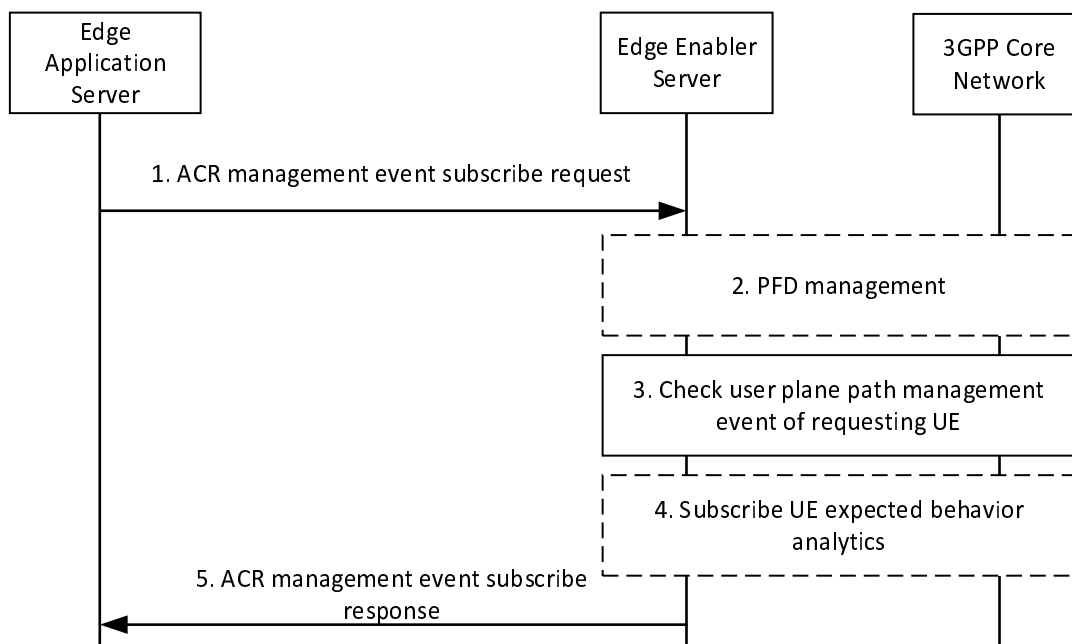 Edge
Application
Server
Edge Enabler
Server
3GPP Core
Network
1. ACR management event subscribe request
2. PFD management
3. Check user plane path management
event of requesting UE
4. Subscribe UE expected behavior
analytics
5. ACR management event subscribe
response